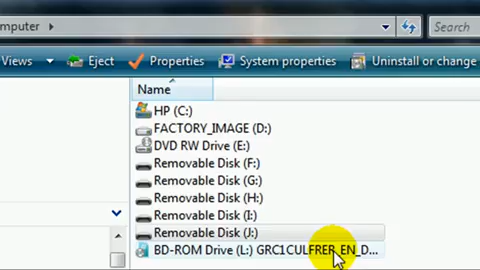 mputer
Search
Views Eject Properties System properties Uninstall or change
Name
HP (C:)
FACTORY_IMAGE (D:)
DVD RW Drive (E:)
Removable Disk (F:)
Removable Disk (G:)
Removable Disk (H:)
Removable Disk (I:)
Removable Disk (J:)
BD-ROM Drive (L:) GRC1CULFRER_EN_D...